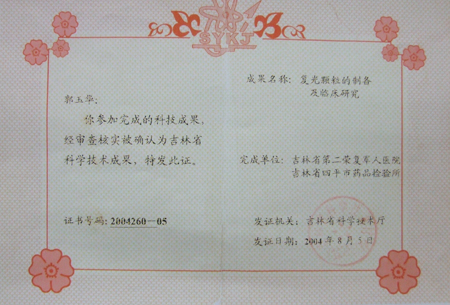 郭玉华:
你参加完成的科技成果,
经审查核实被确认为吉林省
科学技术成果, 特发此证。
证书号码: 2004260—05
成果名称: 复光颗粒的制备
及临床研究
完成单位: 吉林省第二荣复军人医院
吉林省四平市药品检验所
发证机关: 吉林省科学技术厅
发证日期: 2004 年 8 月 5 日